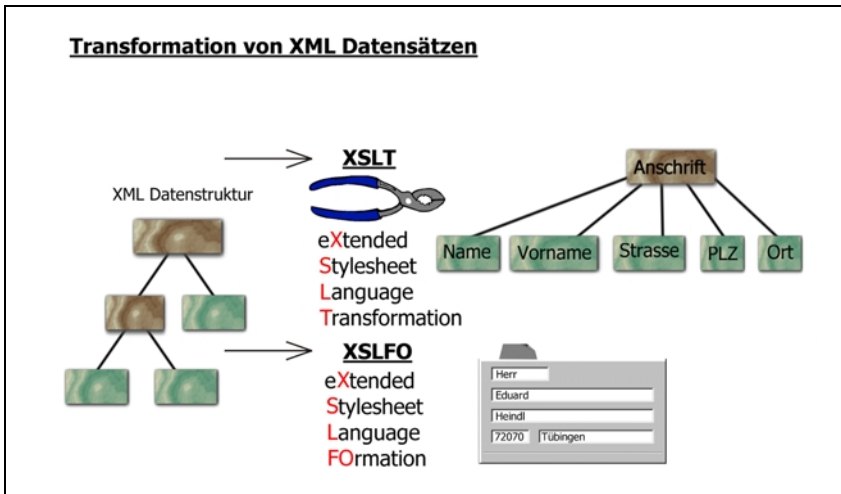 Transformation von XML Datensätzen
XML Datenstruktur
XSLT
eXtended
Stylesheet
Language
Transformation
Anschrift
Name Vorname Strasse PLZ Ort
XSLFO
eXtended
Stylesheet
Language
FOrmation
Herr
Eduard
Heindl
72070 Tübingen